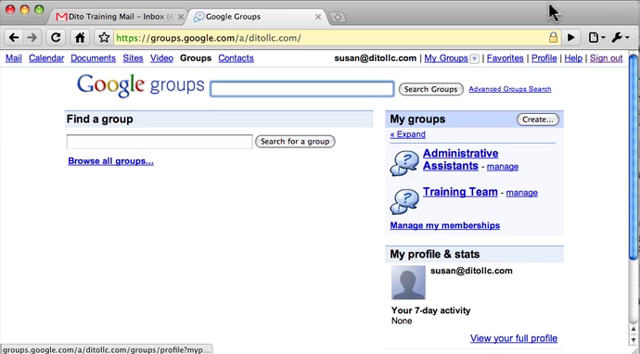 Dito Training Mail – Inbox (4
Google Groups
https://groups.google.com/a/ditollc.com/
Mail Calendar Documents Sites Video Groups Contacts
susan@ditollc.com | My Groups | Favorites | Profile | Help | Sign out
Google groups
Search Groups
Advanced Groups Search
Find a group
Search for a group
Browse all groups...
My groups
Create...
« Expand
Administrative
Assistants - manage
Training Team - manage
Manage my memberships
My profile & stats
susan@ditollc.com
Your 7-day activity
None
View your full profile
groups.google.com/a/ditollc.com/groups/profile?myp...